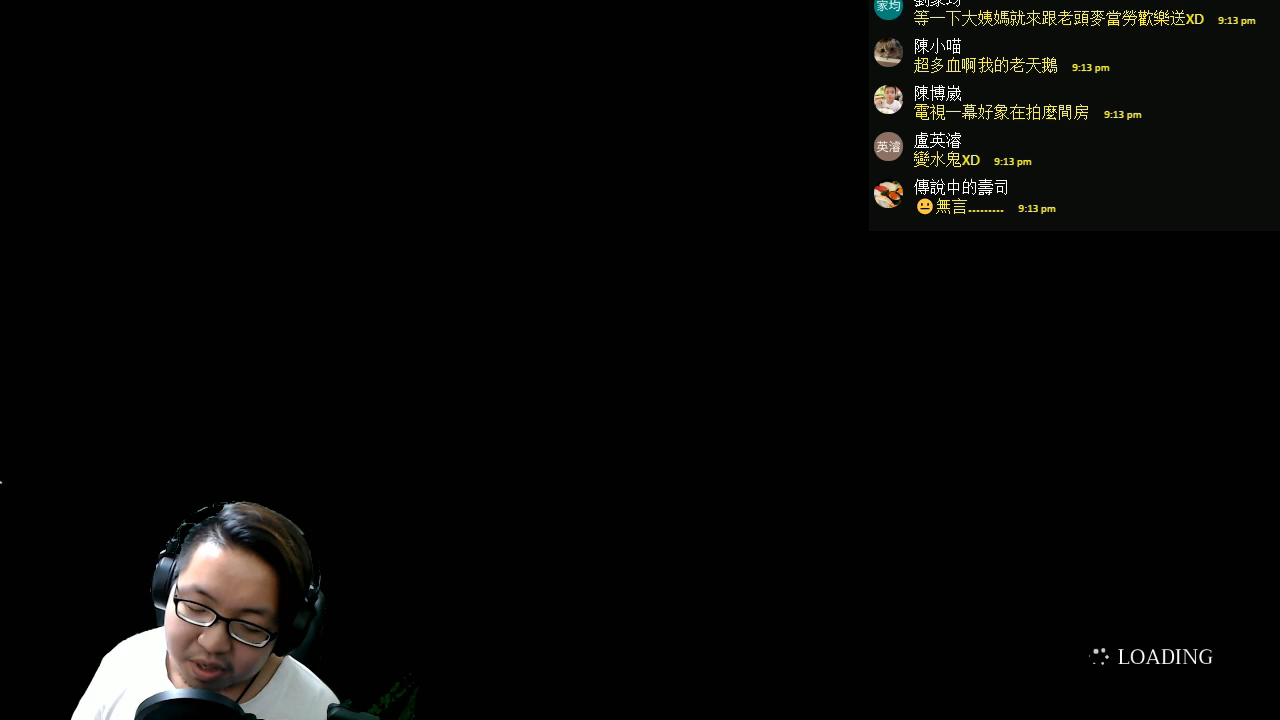 家均
等一下大姨媽就來跟老頭麥當勞歡樂送XD 9:13 pm
陳小喵
超多血啊我的老天鵝 9:13 pm
陳博崴
電視一幕好象在拍麼間房 9:13 pm
英濬
盧英濬
變水鬼XD 9:13 pm
傳說中的壽司
😐無言......... 9:13 pm
LOADING